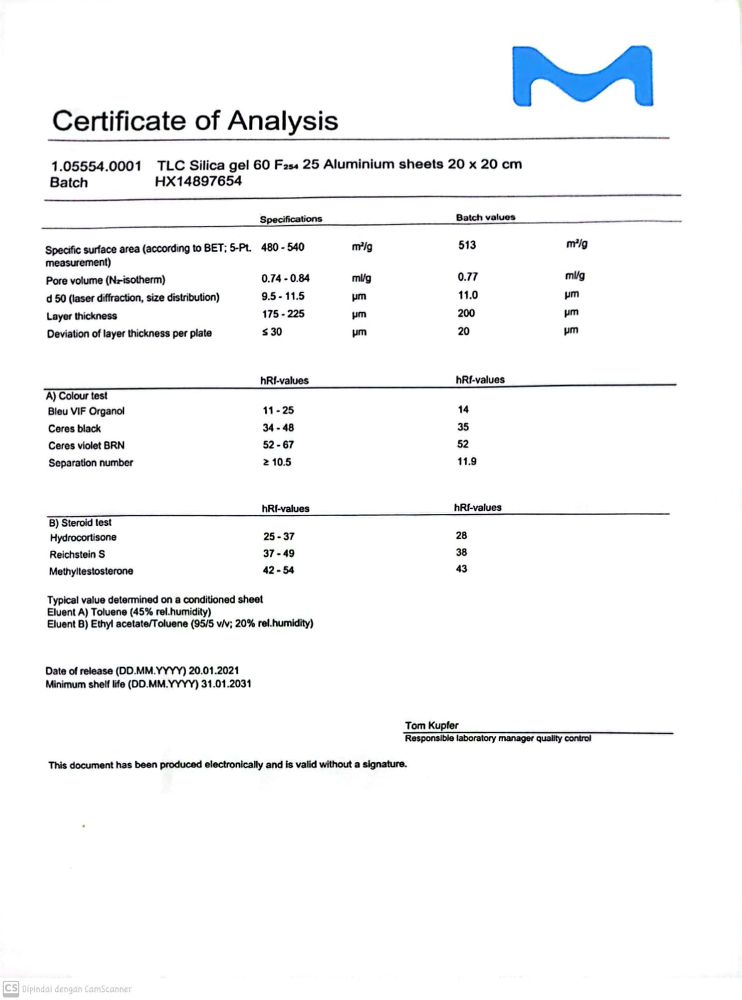 Certificate of Analysis
1.05554.0001 TLC Silica gel 60 F₂₅₄ 25 Aluminium sheets 20 x 20 cm
Batch HX14897654
Specifications Batch values
Specific surface area (according to BET; 5-Pt. measurement) 480 - 540 m²/g 513 m²/g
Pore volume (N₂-isotherm) 0.74 - 0.84 ml/g 0.77 ml/g
d 50 (laser diffraction, size distribution) 9.5 - 11.5 µm 11.0 µm
Layer thickness 175 - 225 µm 200 µm
Deviation of layer thickness per plate ≤ 30 µm 20 µm
hRf-values hRf-values
A) Colour test
Bleu VIF Organol 11 - 25 14
Ceres black 34 - 48 35
Ceres violet BRN 52 - 67 52
Separation number ≥ 10.5 11.9
hRf-values hRf-values
B) Steroid test
Hydrocortisone 25 - 37 28
Reichstein S 37 - 49 38
Methyltestosterone 42 - 54 43
Typical value determined on a conditioned sheet
Eluent A) Toluene (45% rel.humidity)
Eluent B) Ethyl acetate/Toluene (95/5 v/v; 20% rel.humidity)
Date of release (DD.MM.YYYY) 20.01.2021
Minimum shelf life (DD.MM.YYYY) 31.01.2031
Tom Kupfer
Responsible laboratory manager quality control
This document has been produced electronically and is valid without a signature.
CS Dipindai dengan CamScanner